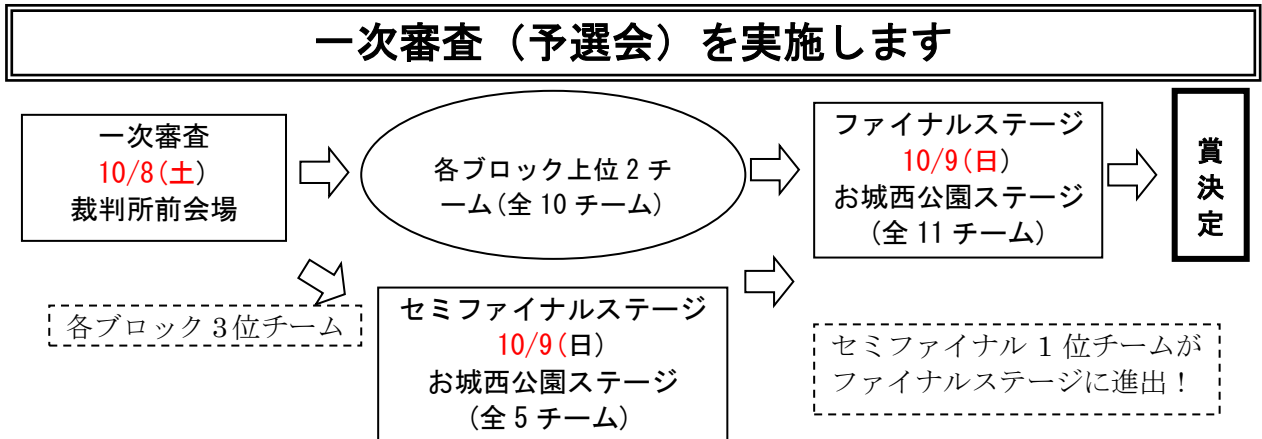 一次審査（予選会）を実施します
一次審査
10/8(土)
裁判所前会場
各ブロック上位２チ
ーム(全 10 チーム)
ファイナルステージ
10/9(日)
お城西公園ステージ
(全 11 チーム)
賞
決
定
各ブロック３位チーム
セミファイナルステージ
10/9(日)
お城西公園ステージ
(全 5 チーム)
セミファイナル１位チームが
ファイナルステージに進出！